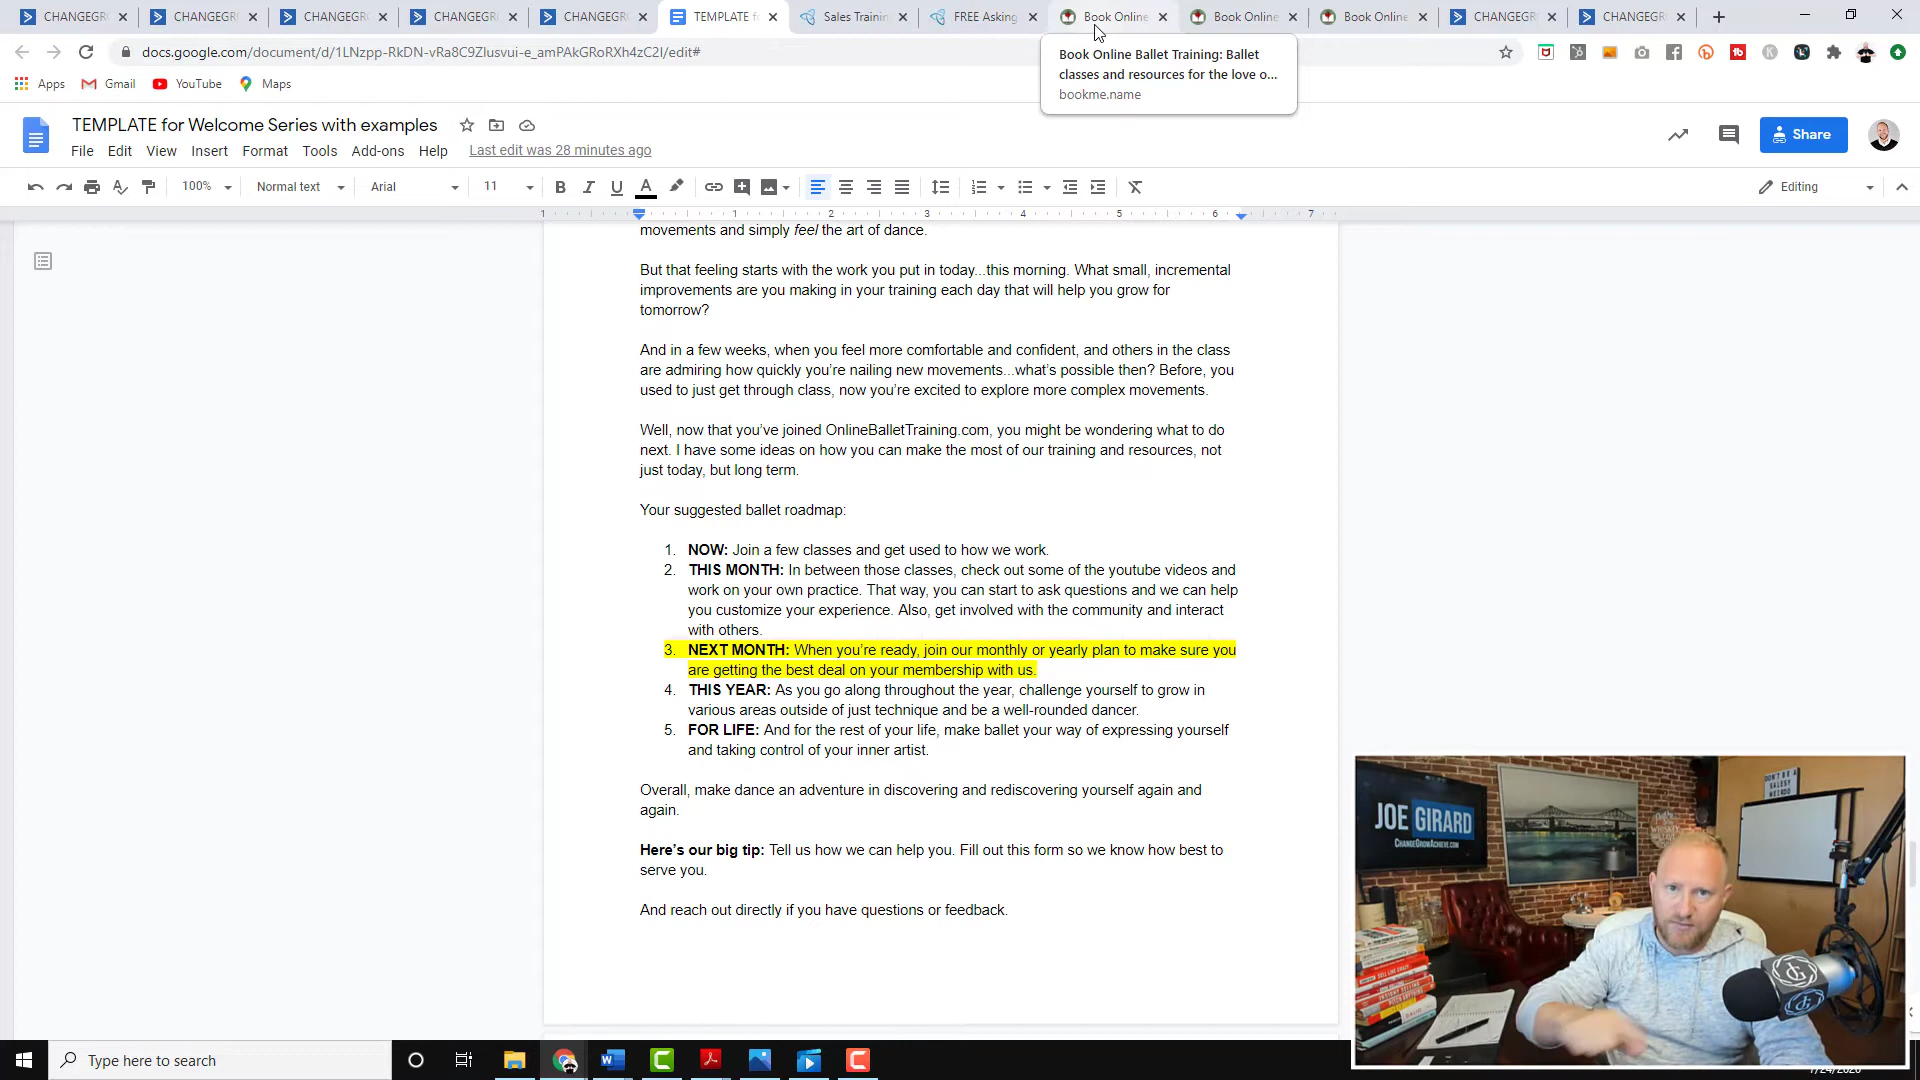 CHANGEGR
CHANGEGR
CHANGEGR
CHANGEGR
CHANGEGR
TEMPLATE fo
Sales Trainin
FREE Asking
Book Online
Book Online
Book Online
CHANGEGR
CHANGEGR
docs.google.com/document/d/1LNzpp-RkDN-vRa8C9Zlusvui-e_amPAkGRoRXh4zC2I/edit#
Book Online Ballet Training: Ballet
classes and resources for the love o...
bookme.name
Apps
Gmail
YouTube
Maps
TEMPLATE for Welcome Series with examples
Share
File Edit View Insert Format Tools Add-ons Help Last edit was 28 minutes ago
100% Normal text Arial 11 Editing
1 1 2 3 4 5 6 7
movements and simply feel the art of dance.
But that feeling starts with the work you put in today...this morning. What small, incremental
improvements are you making in your training each day that will help you grow for
tomorrow?
And in a few weeks, when you feel more comfortable and confident, and others in the class
are admiring how quickly you're nailing new movements...what's possible then? Before, you
used to just get through class, now you're excited to explore more complex movements.
Well, now that you've joined OnlineBalletTraining.com, you might be wondering what to do
next. I have some ideas on how you can make the most of our training and resources, not
just today, but long term.
Your suggested ballet roadmap:
1. NOW: Join a few classes and get used to how we work.
2. THIS MONTH: In between those classes, check out some of the youtube videos and
work on your own practice. That way, you can start to ask questions and we can help
you customize your experience. Also, get involved with the community and interact
with others.
3. NEXT MONTH: When you're ready, join our monthly or yearly plan to make sure you
are getting the best deal on your membership with us.
4. THIS YEAR: As you go along throughout the year, challenge yourself to grow in
various areas outside of just technique and be a well-rounded dancer.
5. FOR LIFE: And for the rest of your life, make ballet your way of expressing yourself
and taking control of your inner artist.
Overall, make dance an adventure in discovering and rediscovering yourself again and
again.
Here's our big tip: Tell us how we can help you. Fill out this form so we know how best to
serve you.
And reach out directly if you have questions or feedback.
JOE GIRARD
CHANGEGROWACHIEVE.COM
DON'T BE A
SALESY
WEIRDO
JG
Type here to search